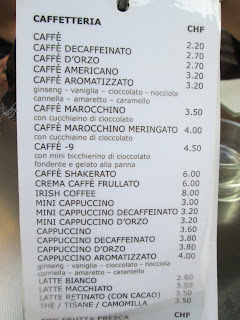 CAFFETTERIA CHF
CAFFÈ 2.20
CAFFÈ DECAFFEINATO 2.70
CAFFÈ D'ORZO 2.70
CAFFÈ AMERICANO 3.20
CAFFÈ AROMATIZZATO 3.20
ginseng - vaniglia - cioccolato - nocciola
cannella - amaretto - caramello
CAFFÈ MAROCCHINO 3.50
con cucchiaino di cioccolato
CAFFÈ MAROCCHINO MERINGATO 4.00
con cucchiaino di cioccolato
CAFFÈ -9 4.50
con mini bicchierino di cioccolato
fondente e gelato alla panna
CAFFÈ SHAKERATO 6.00
CREMA CAFFÈ FRULLATO 6.00
IRISH COFFEE 8.00
MINI CAPPUCCINO 3.00
MINI CAPPUCCINO DECAFFEINATO 3.20
MINI CAPPUCCINO D'ORZO 3.20
CAPPUCCINO 3.60
CAPPUCCINO DECAFFEINATO 3.80
CAPPUCCINO D'ORZO 3.80
CAPPUCCINO AROMATIZZATO 4.00
ginseng - vaniglia - cioccolato - nocciola
cannella - amaretto - caramello
LATTE BIANCO 2.60
LATTE MACCHIATO 3.50
LATTE RETINATO (CON CACAO) 3.50
THE / TISANE / CAMOMILLA 3.50
CON FRUTTA FRESCA CHF